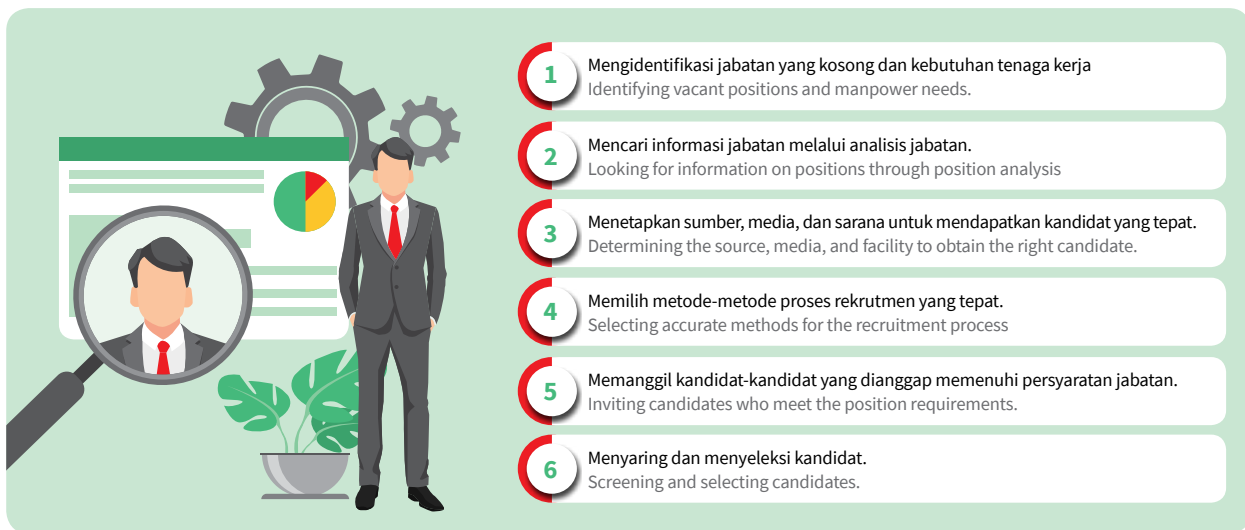 1
Mengidentifikasi jabatan yang kosong dan kebutuhan tenaga kerja
Identifying vacant positions and manpower needs.
2
Mencari informasi jabatan melalui analisis jabatan.
Looking for information on positions through position analysis
3
Menetapkan sumber, media, dan sarana untuk mendapatkan kandidat yang tepat.
Determining the source, media, and facility to obtain the right candidate.
4
Memilih metode-metode proses rekrutmen yang tepat.
Selecting accurate methods for the recruitment process
5
Memanggil kandidat-kandidat yang dianggap memenuhi persyaratan jabatan.
Inviting candidates who meet the position requirements.
6
Menyaring dan menyeleksi kandidat.
Screening and selecting candidates.